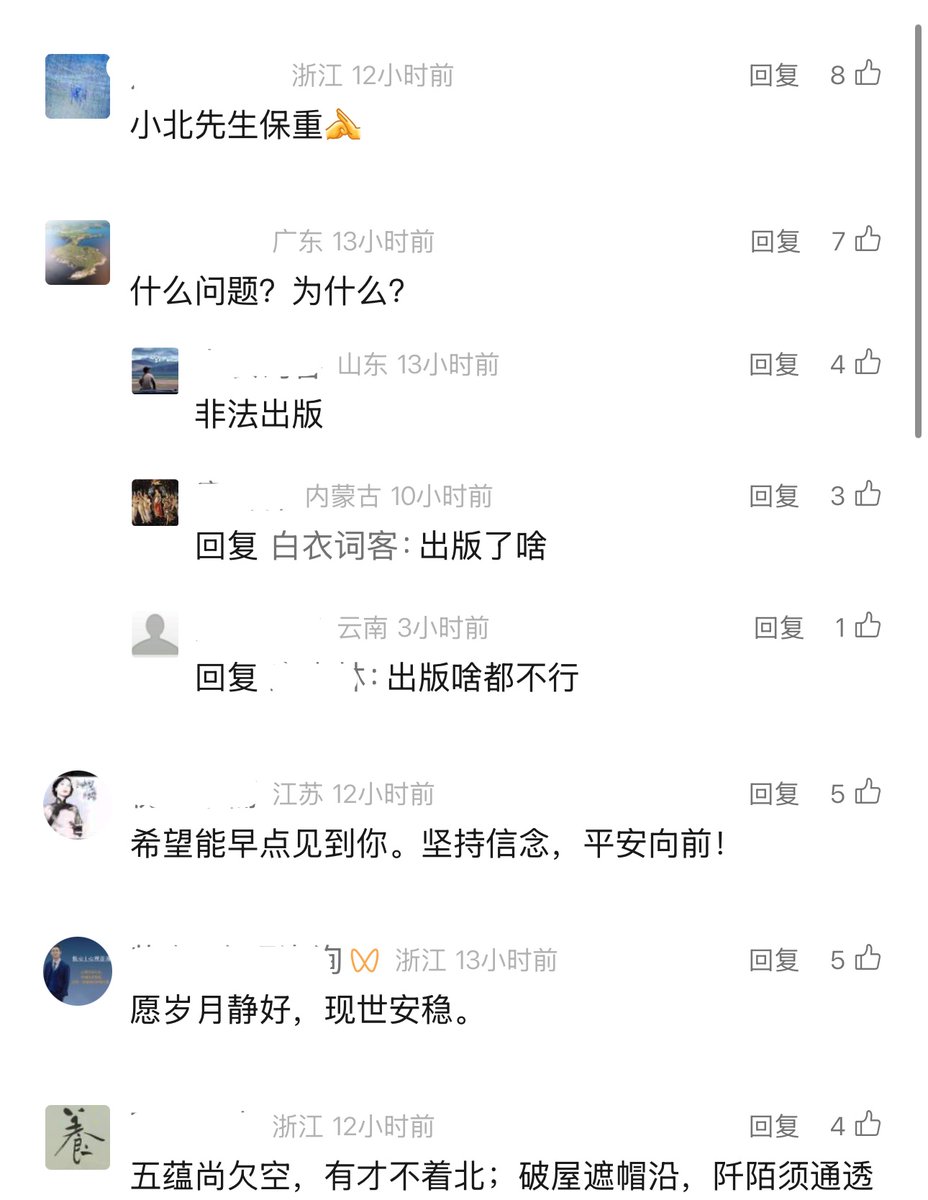 浙江 12小时前 回复 8
小北先生保重
广东 13小时前 回复 7
什么问题？为什么？
山东 13小时前 回复 4
非法出版
内蒙古 10小时前 回复 3
回复 白衣词客：出版了啥
云南 3小时前 回复 1
回复 ：出版啥都不行
江苏 12小时前 回复 5
希望能早点见到你。坚持信念，平安向前！
浙江 13小时前 回复 5
愿岁月静好，现世安稳。
養
浙江 12小时前 回复 4
五蕴尚欠空，有才不着北；破屋遮帽沿，阡陌须通透